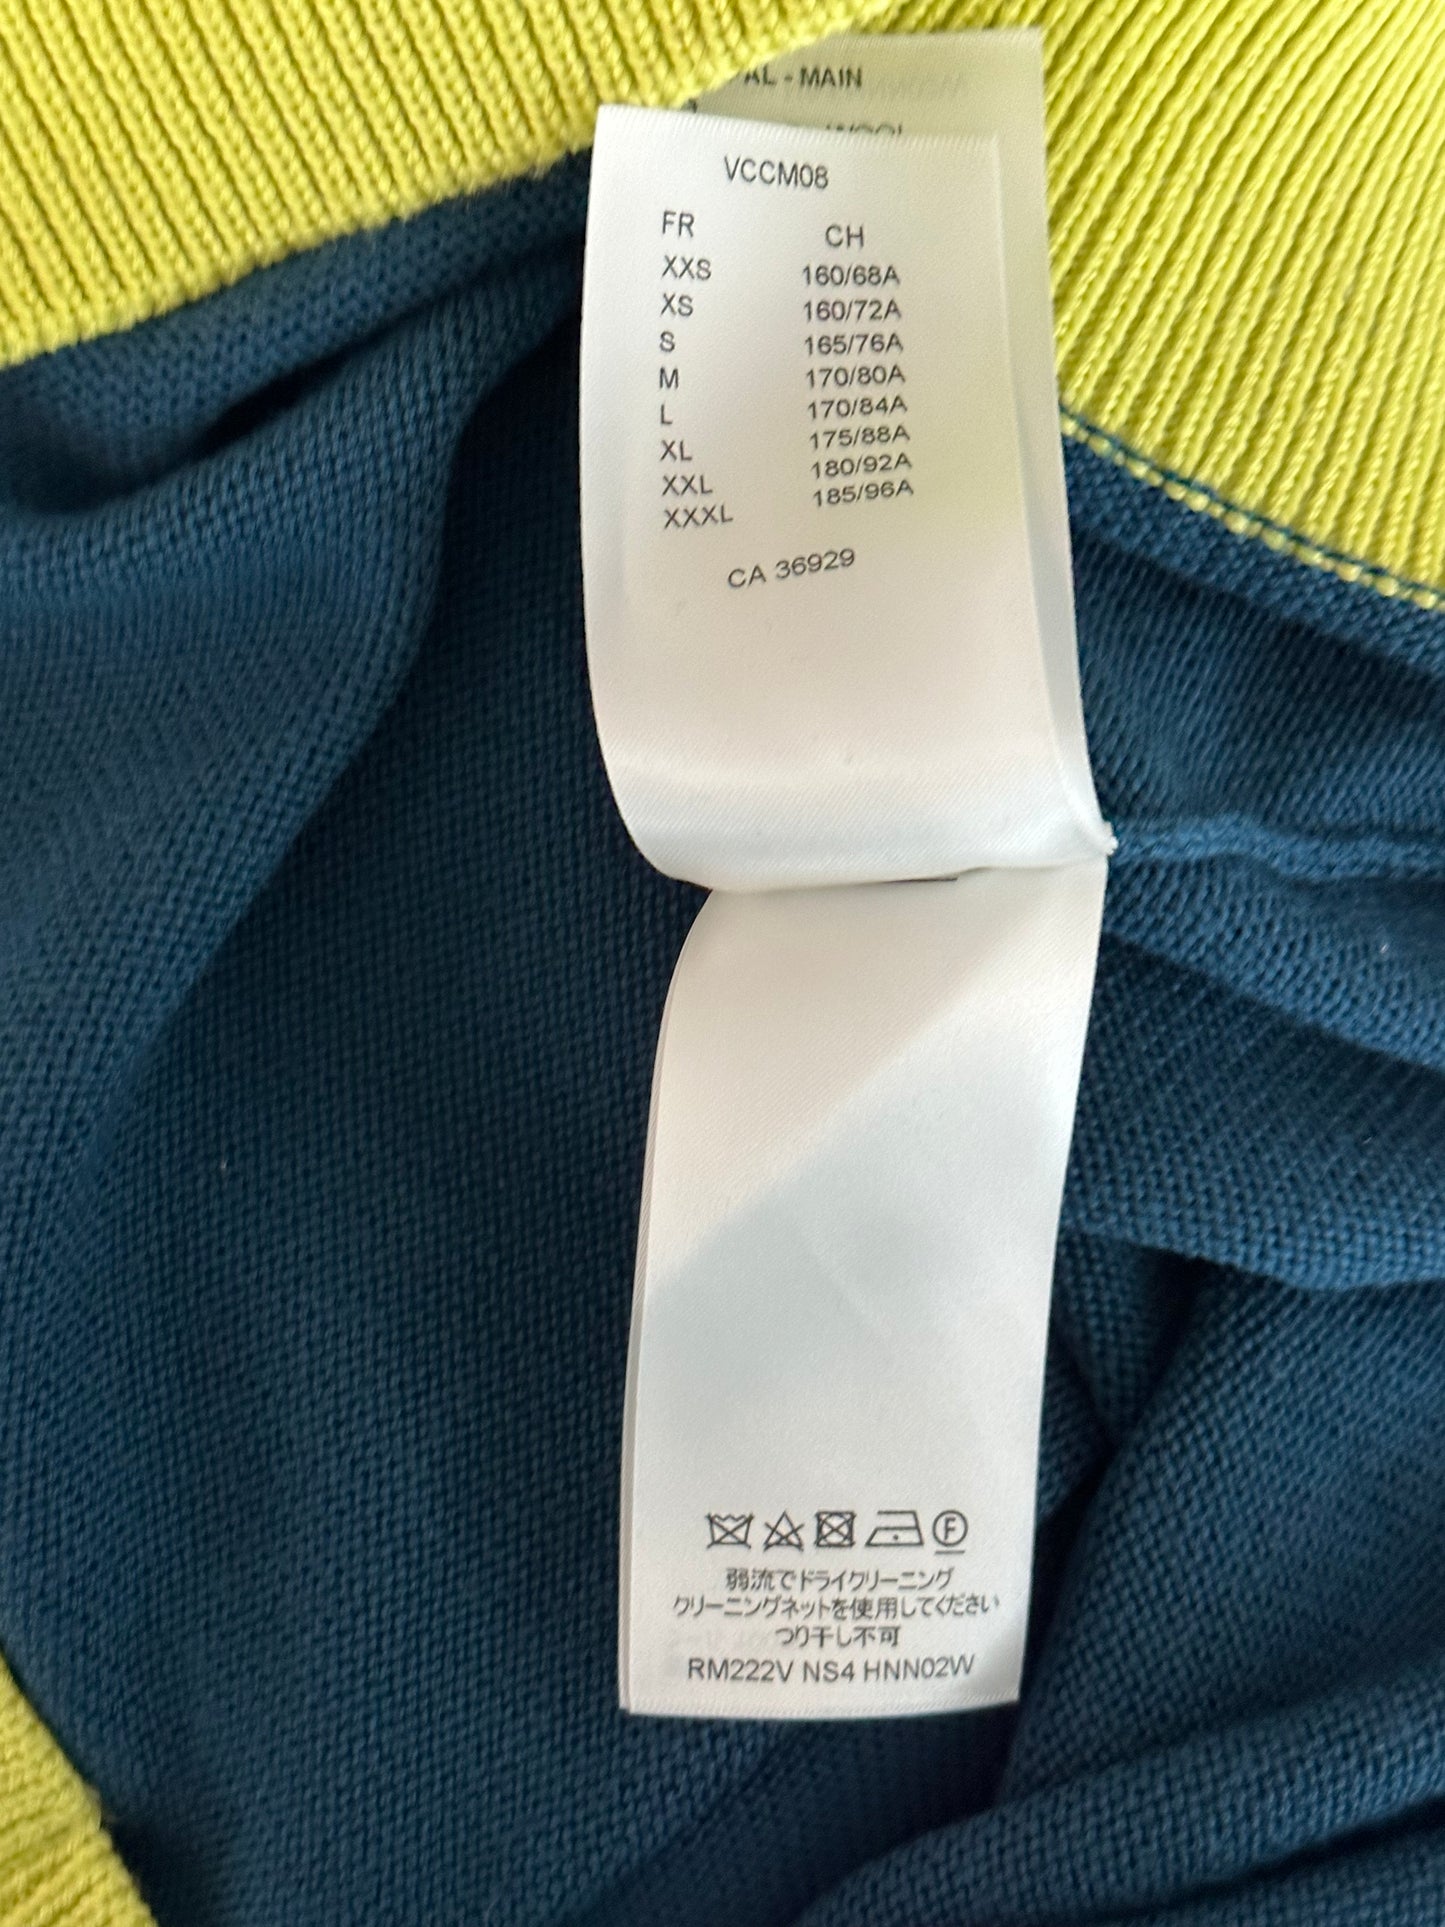 - MAIN
WOOL
VCCM08
FR CH
XXS 160/68A
XS 160/72A
S 165/76A
M 170/80A
L 170/84A
XL 175/88A
XXL 180/92A
XXXL 185/96A
CA 36929
F
弱流でドライクリーニング
クリーニングネットを使用してください
つり干し不可
RM222V NS4 HNN02W